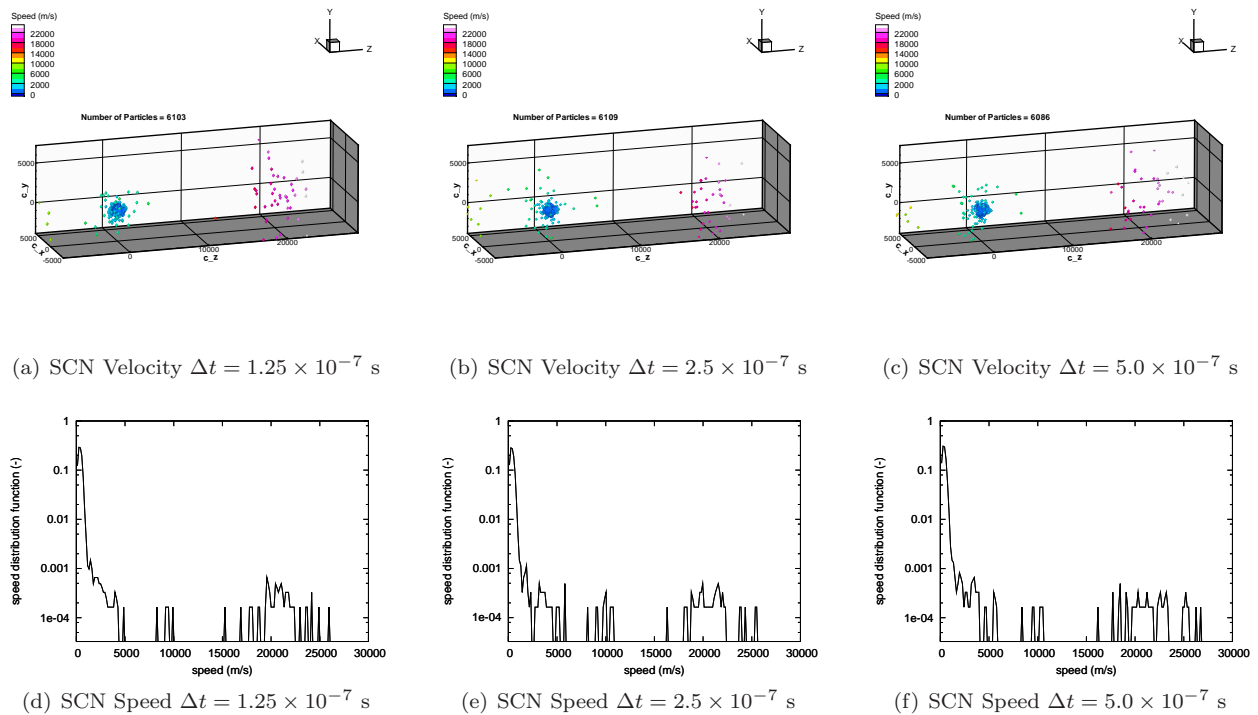 Speed (m/s)
22000
18000
14000
10000
6000
2000
0
Y
X
Z
Number of Particles = 6103
5000
0
c_y
5000
0
-5000
c_x
0
10000
20000
c_z
(a) SCN Velocity Δt = 1.25 × 10⁻⁷ s
Speed (m/s)
22000
18000
14000
10000
6000
2000
0
Y
X
Z
Number of Particles = 6109
5000
0
c_y
5000
0
-5000
c_x
0
10000
20000
c_z
(b) SCN Velocity Δt = 2.5 × 10⁻⁷ s
Speed (m/s)
22000
18000
14000
10000
6000
2000
0
Y
X
Z
Number of Particles = 6086
5000
0
c_y
5000
0
-5000
c_x
0
10000
20000
c_z
(c) SCN Velocity Δt = 5.0 × 10⁻⁷ s
speed distribution function (-)
1
0.1
0.01
0.001
1e-04
0 5000 10000 15000 20000 25000 30000
speed (m/s)
(d) SCN Speed Δt = 1.25 × 10⁻⁷ s
speed distribution function (-)
1
0.1
0.01
0.001
1e-04
0 5000 10000 15000 20000 25000 30000
speed (m/s)
(e) SCN Speed Δt = 2.5 × 10⁻⁷ s
speed distribution function (-)
1
0.1
0.01
0.001
1e-04
0 5000 10000 15000 20000 25000 30000
speed (m/s)
(f) SCN Speed Δt = 5.0 × 10⁻⁷ s